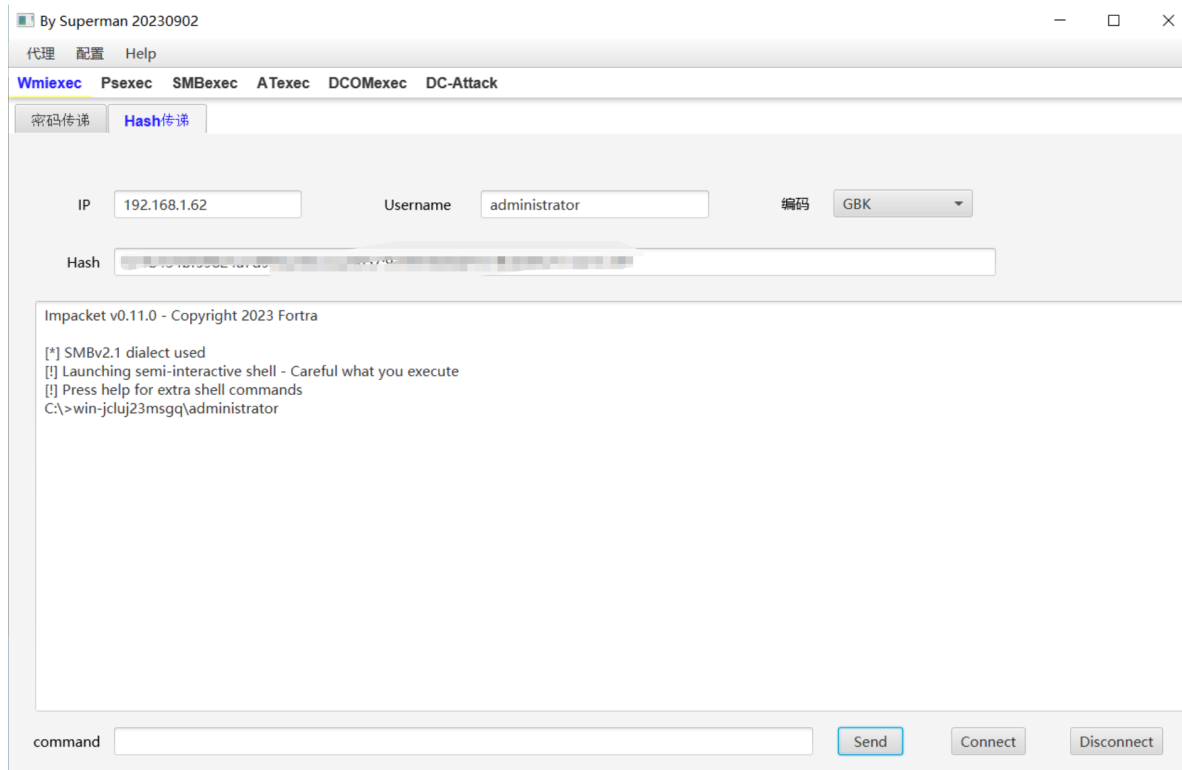 By Superman 20230902
代理 配置 Help
Wmiexec Psexec SMBexec ATexec DCOMexec DC-Attack
密码传递 Hash传递
IP 192.168.1.62 Username administrator 编码 GBK
Hash
Impacket v0.11.0 - Copyright 2023 Fortra
[*] SMBv2.1 dialect used
[!] Launching semi-interactive shell - Careful what you execute
[!] Press help for extra shell commands
C:\>win-jcluj23msgq\administrator
command Send Connect Disconnect